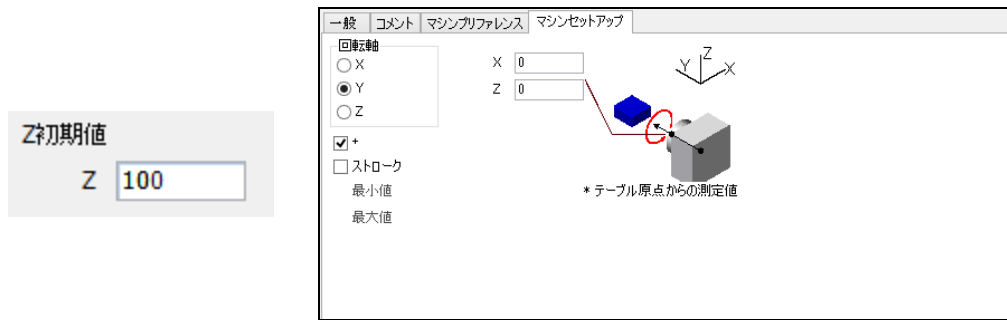 Z初期値
Z 100
一般 コメント マシンプリファレンス マシンセットアップ
回転軸
X
Y
Z
X 0
Z 0
Z
Y
X
+
ストローク
最小値
最大値
* テーブル原点からの測定値